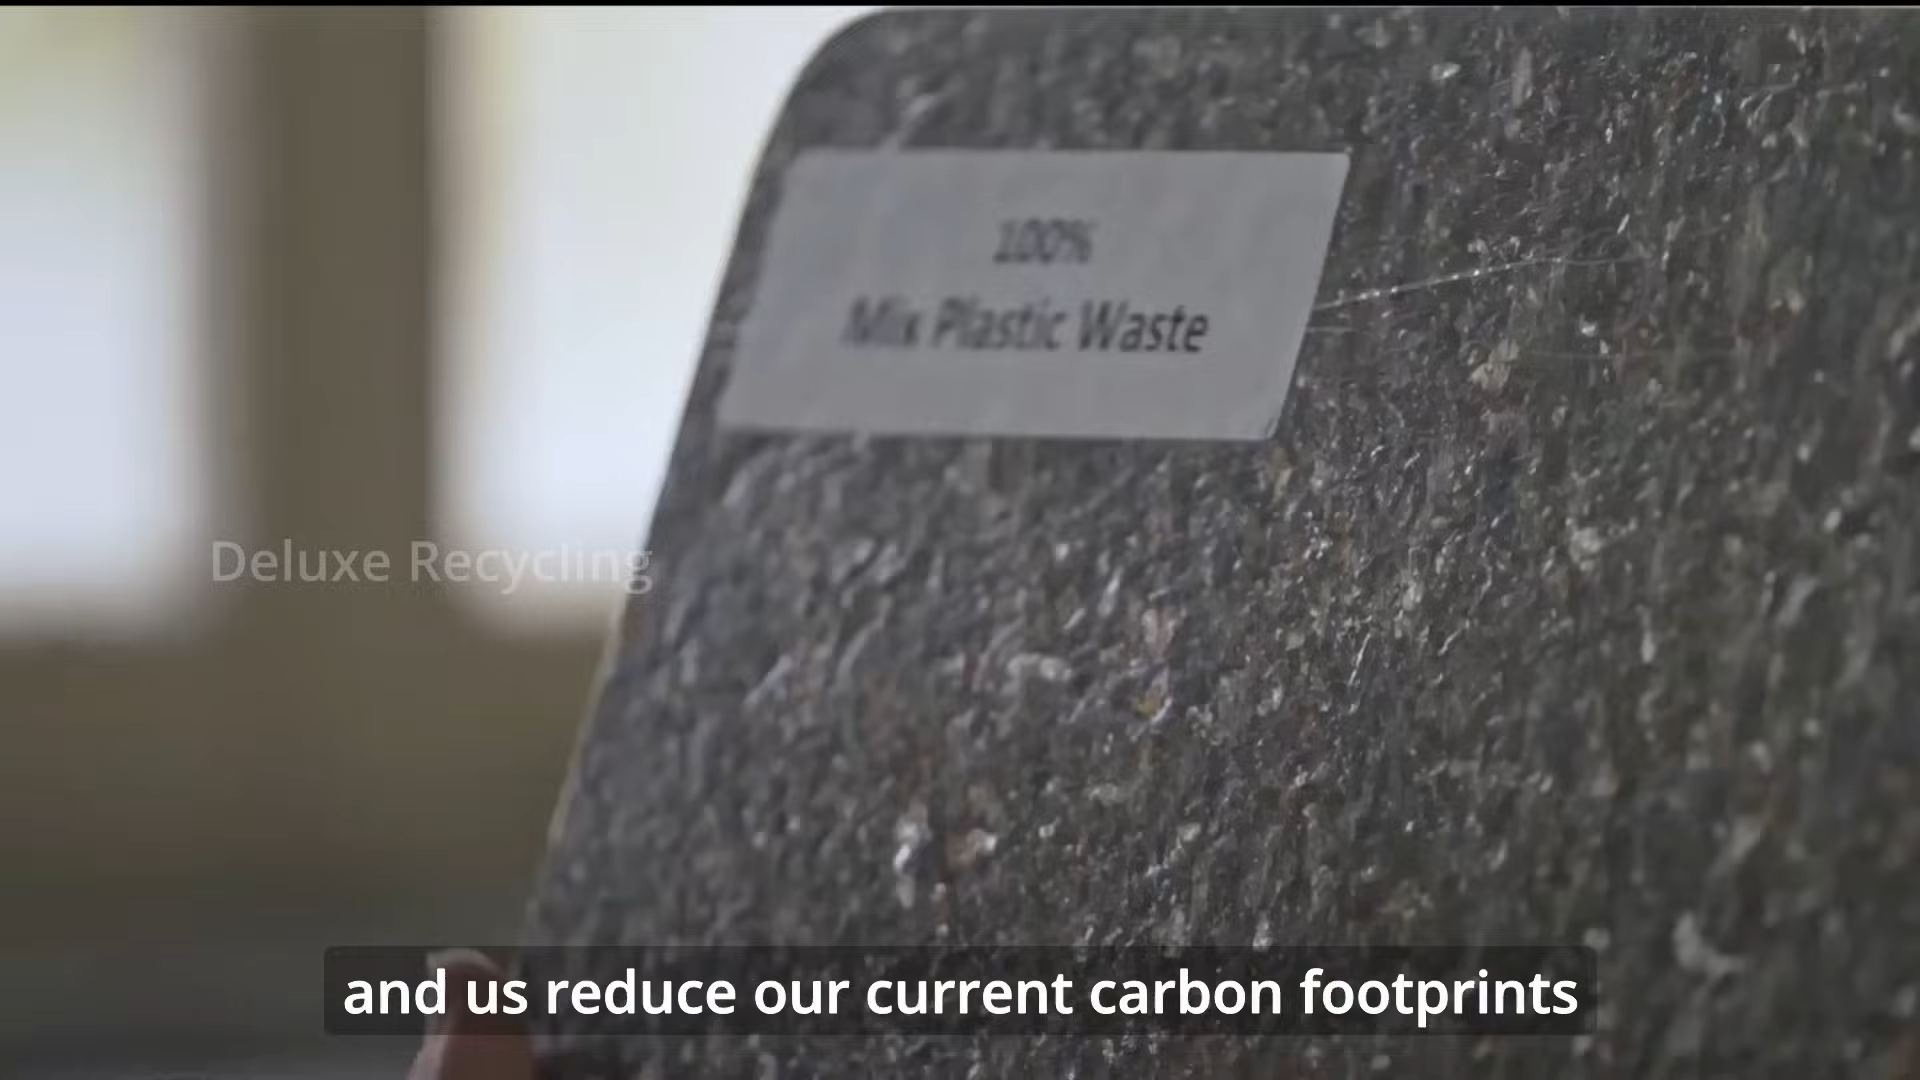 100%
Mix Plastic Waste
Deluxe Recycling
and us reduce our current carbon footprints